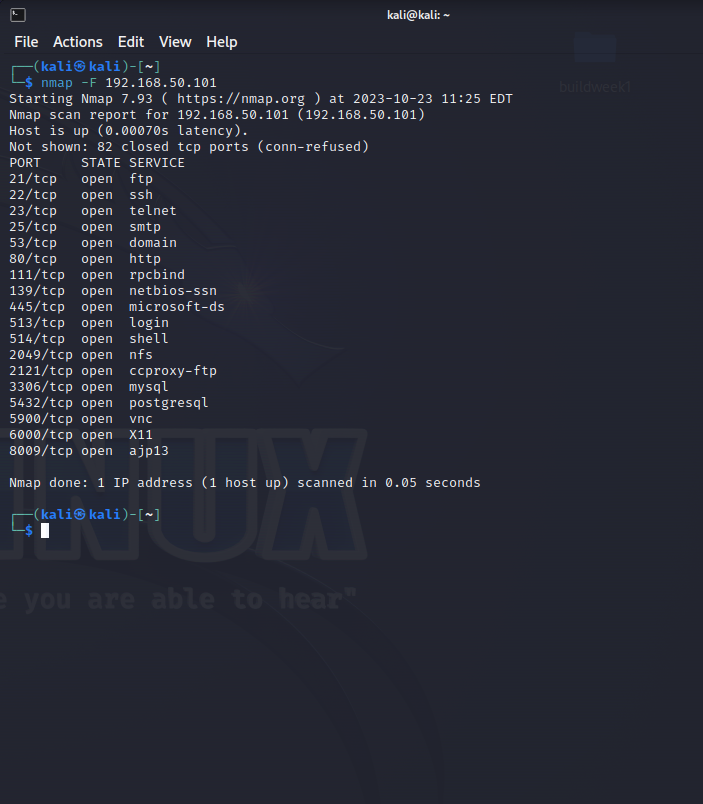 kali@kali: ~
File Actions Edit View Help
buildweek1
┌──(kali㉿kali)-[~]
└─$ nmap -F 192.168.50.101
Starting Nmap 7.93 ( https://nmap.org ) at 2023-10-23 11:25 EDT
Nmap scan report for 192.168.50.101 (192.168.50.101)
Host is up (0.00070s latency).
Not shown: 82 closed tcp ports (conn-refused)
PORT     STATE SERVICE
21/tcp   open  ftp
22/tcp   open  ssh
23/tcp   open  telnet
25/tcp   open  smtp
53/tcp   open  domain
80/tcp   open  http
111/tcp  open  rpcbind
139/tcp  open  netbios-ssn
445/tcp  open  microsoft-ds
513/tcp  open  login
514/tcp  open  shell
2049/tcp open  nfs
2121/tcp open  ccproxy-ftp
3306/tcp open  mysql
5432/tcp open  postgresql
5900/tcp open  vnc
6000/tcp open  X11
8009/tcp open  ajp13
Nmap done: 1 IP address (1 host up) scanned in 0.05 seconds
┌──(kali㉿kali)-[~]
└─$
INUX
e you are able to hear"